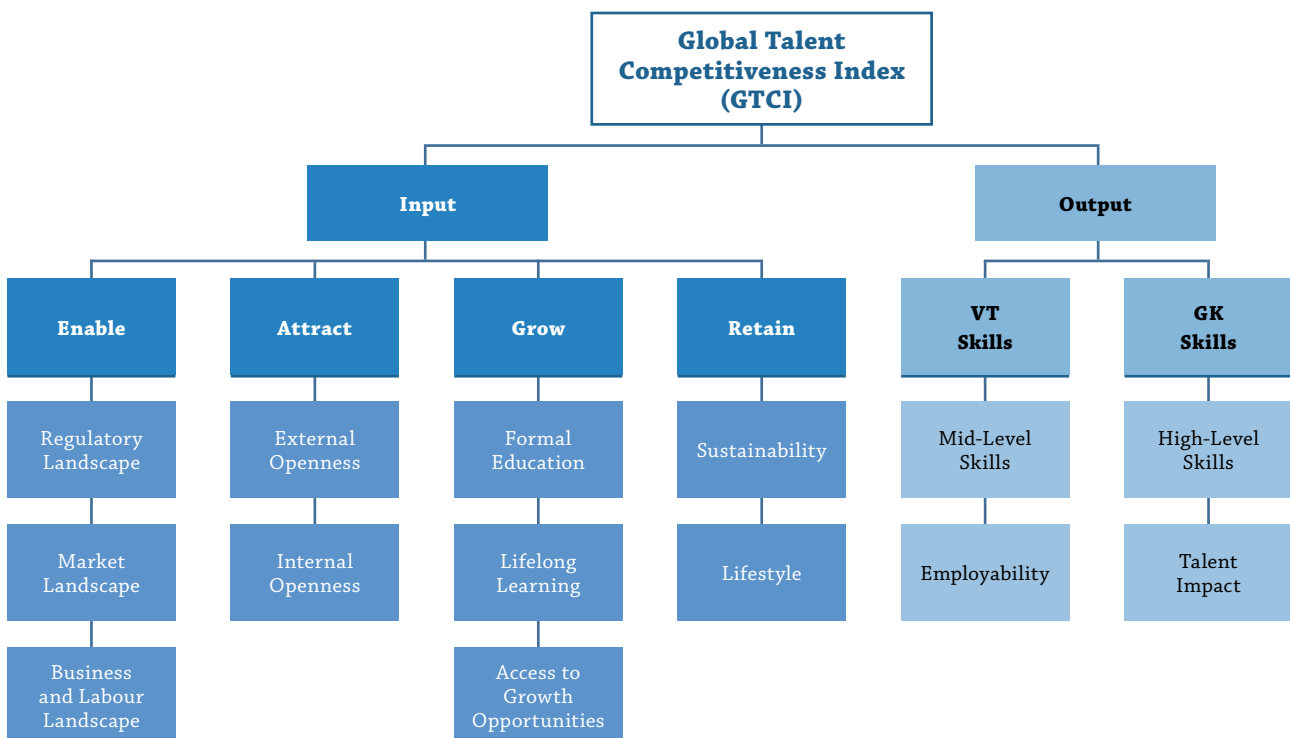 Global Talent
Competitiveness Index
(GTCI)
Input
Output
Enable
Attract
Grow
Retain
VT
Skills
GK
Skills
Regulatory
Landscape
External
Openness
Formal
Education
Sustainability
Mid-Level
Skills
High-Level
Skills
Market
Landscape
Internal
Openness
Lifelong
Learning
Lifestyle
Employability
Talent
Impact
Business
and Labour
Landscape
Access to
Growth
Opportunities